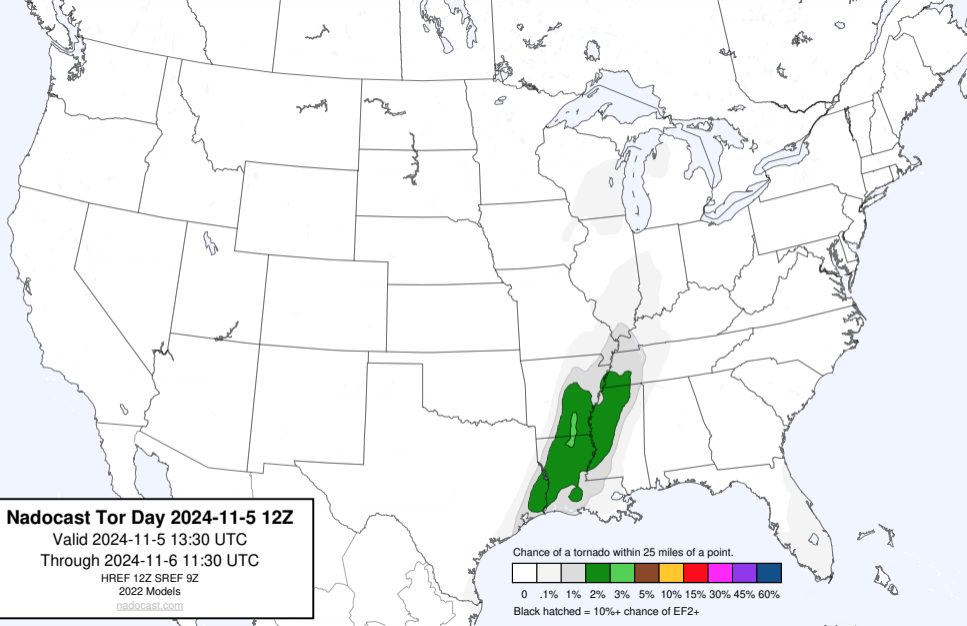 Nadocast Tor Day 2024-11-5 12Z
Valid 2024-11-5 13:30 UTC
Through 2024-11-6 11:30 UTC
HREF 12Z SREF 9Z
2022 Models
nadocast.com
Chance of a tornado within 25 miles of a point.
0 .1% 1% 2% 3% 5% 10% 15% 30% 45% 60%
Black hatched = 10%+ chance of EF2+